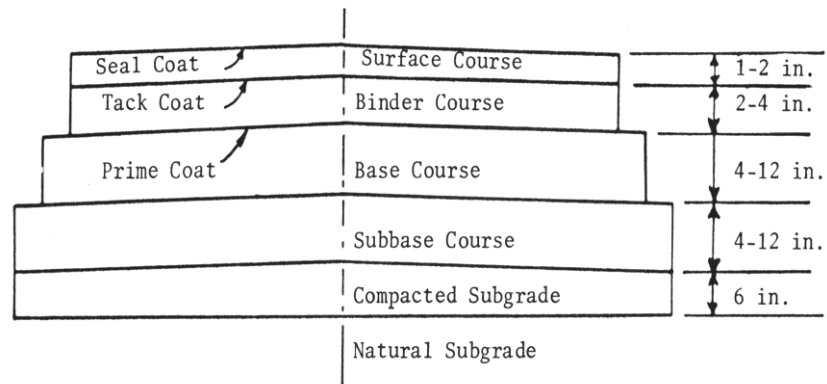 Seal Coat Surface Course 1-2 in.
Tack Coat Binder Course 2-4 in.
Prime Coat Base Course 4-12 in.
Subbase Course 4-12 in.
Compacted Subgrade 6 in.
Natural Subgrade